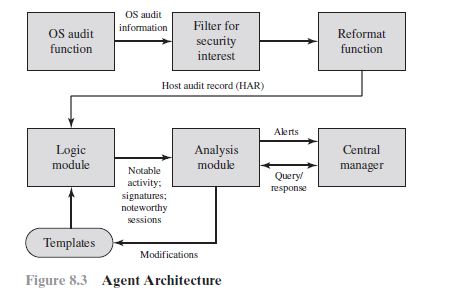 OS audit
function
OS audit
information
Filter for
security
interest
Reformat
function
Host audit record (HAR)
Logic
module
Notable
activity;
signatures;
noteworthy
sessions
Analysis
module
Alerts
Query/
response
Central
manager
Templates
Modifications
Figure 8.3 Agent Architecture